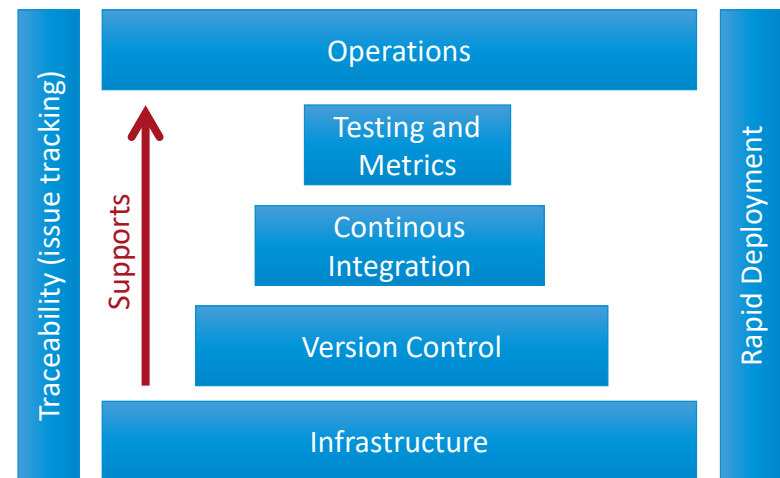 Traceability (issue tracking)
Operations
Supports
Testing and
Metrics
Continous
Integration
Version Control
Infrastructure
Rapid Deployment